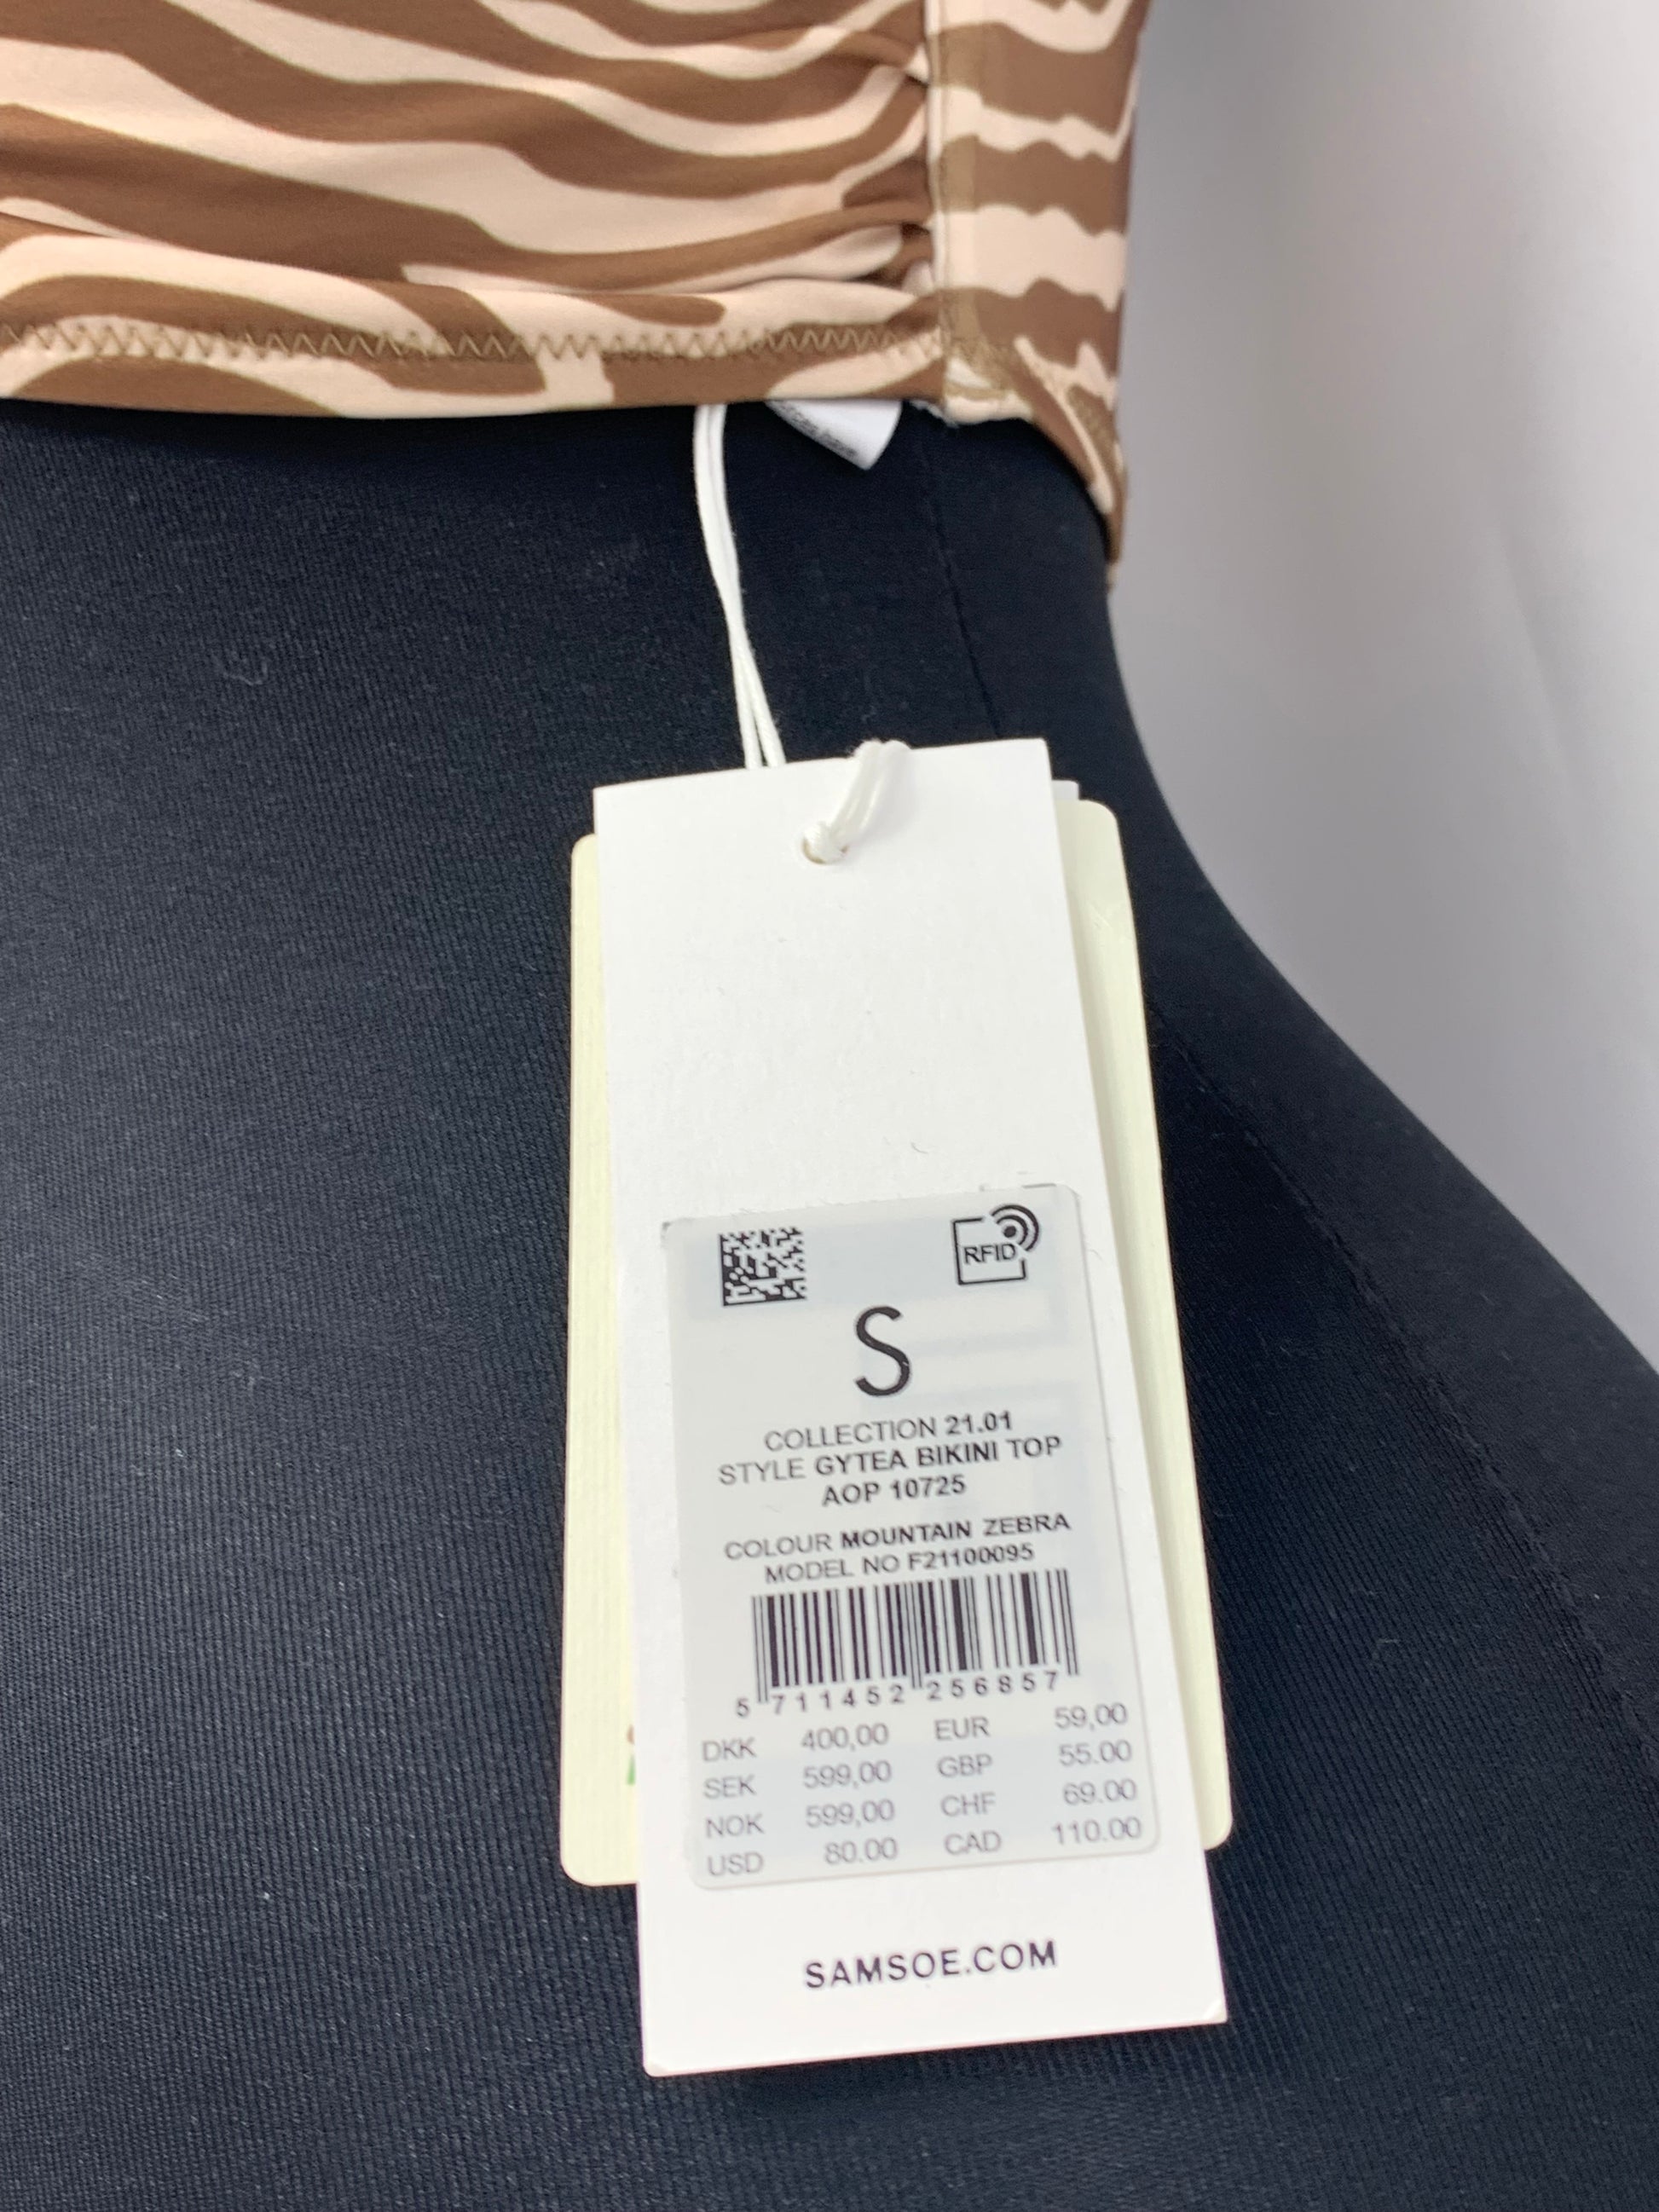 RFID
S
COLLECTION 21.01
STYLE GYTEA BIKINI TOP
AOP 10725
COLOUR MOUNTAIN ZEBRA
MODEL NO F21100095
5 711452 256857
DKK 400,00 EUR 59,00
SEK 599,00 GBP 55.00
NOK 599,00 CHF 69.00
USD 80.00 CAD 110.00
SAMSOE.COM